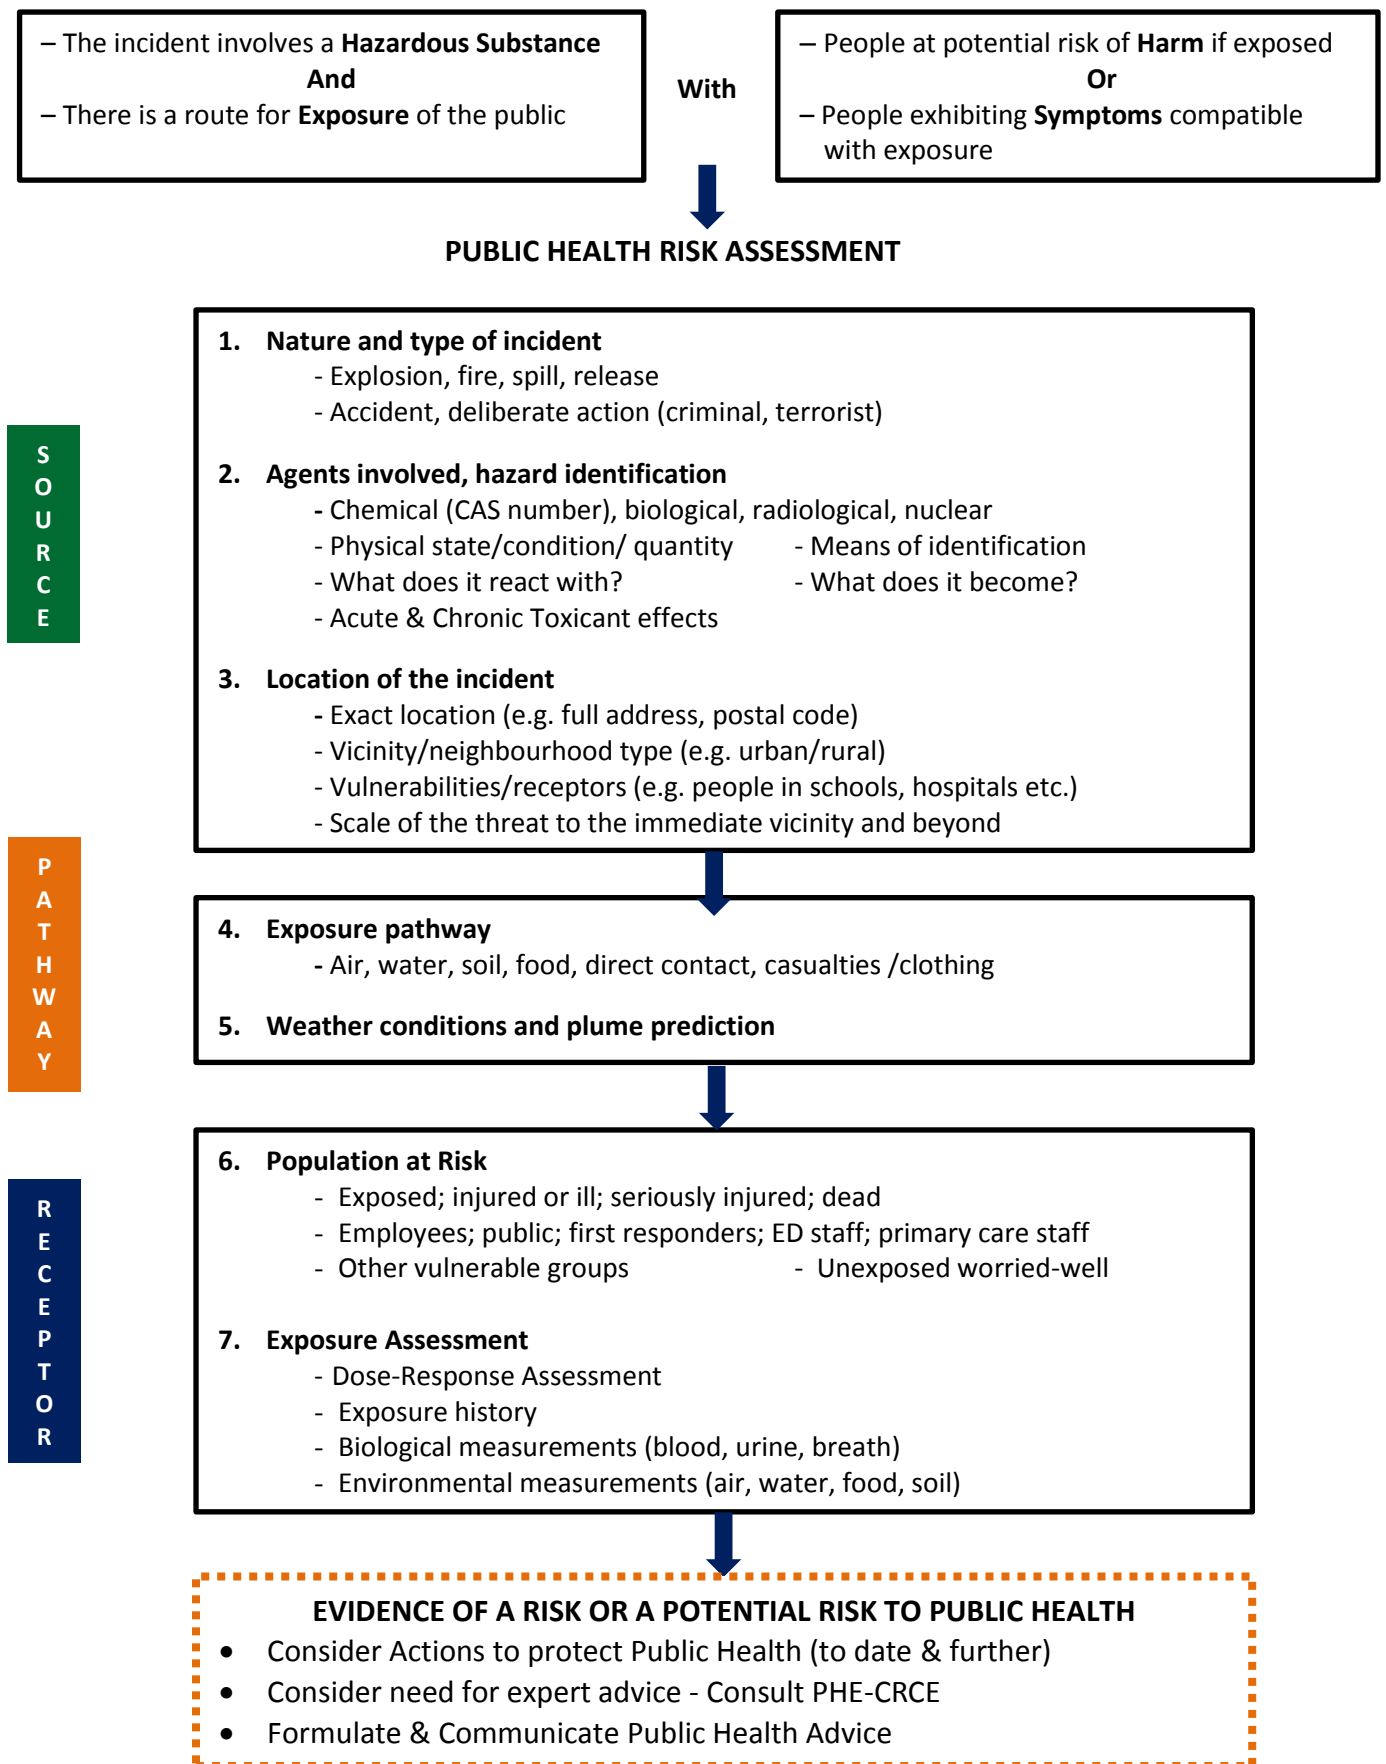 – The incident involves a Hazardous Substance
And
– There is a route for Exposure of the public
With
– People at potential risk of Harm if exposed
Or
– People exhibiting Symptoms compatible
with exposure
PUBLIC HEALTH RISK ASSESSMENT
SOURCE
1. Nature and type of incident
- Explosion, fire, spill, release
- Accident, deliberate action (criminal, terrorist)
2. Agents involved, hazard identification
- Chemical (CAS number), biological, radiological, nuclear
- Physical state/condition/ quantity - Means of identification
- What does it react with? - What does it become?
- Acute & Chronic Toxicant effects
3. Location of the incident
- Exact location (e.g. full address, postal code)
- Vicinity/neighbourhood type (e.g. urban/rural)
- Vulnerabilities/receptors (e.g. people in schools, hospitals etc.)
- Scale of the threat to the immediate vicinity and beyond
PATHWAY
4. Exposure pathway
- Air, water, soil, food, direct contact, casualties /clothing
5. Weather conditions and plume prediction
RECEPTOR
6. Population at Risk
- Exposed; injured or ill; seriously injured; dead
- Employees; public; first responders; ED staff; primary care staff
- Other vulnerable groups - Unexposed worried-well
7. Exposure Assessment
- Dose-Response Assessment
- Exposure history
- Biological measurements (blood, urine, breath)
- Environmental measurements (air, water, food, soil)
EVIDENCE OF A RISK OR A POTENTIAL RISK TO PUBLIC HEALTH
• Consider Actions to protect Public Health (to date & further)
• Consider need for expert advice - Consult PHE-CRCE
• Formulate & Communicate Public Health Advice